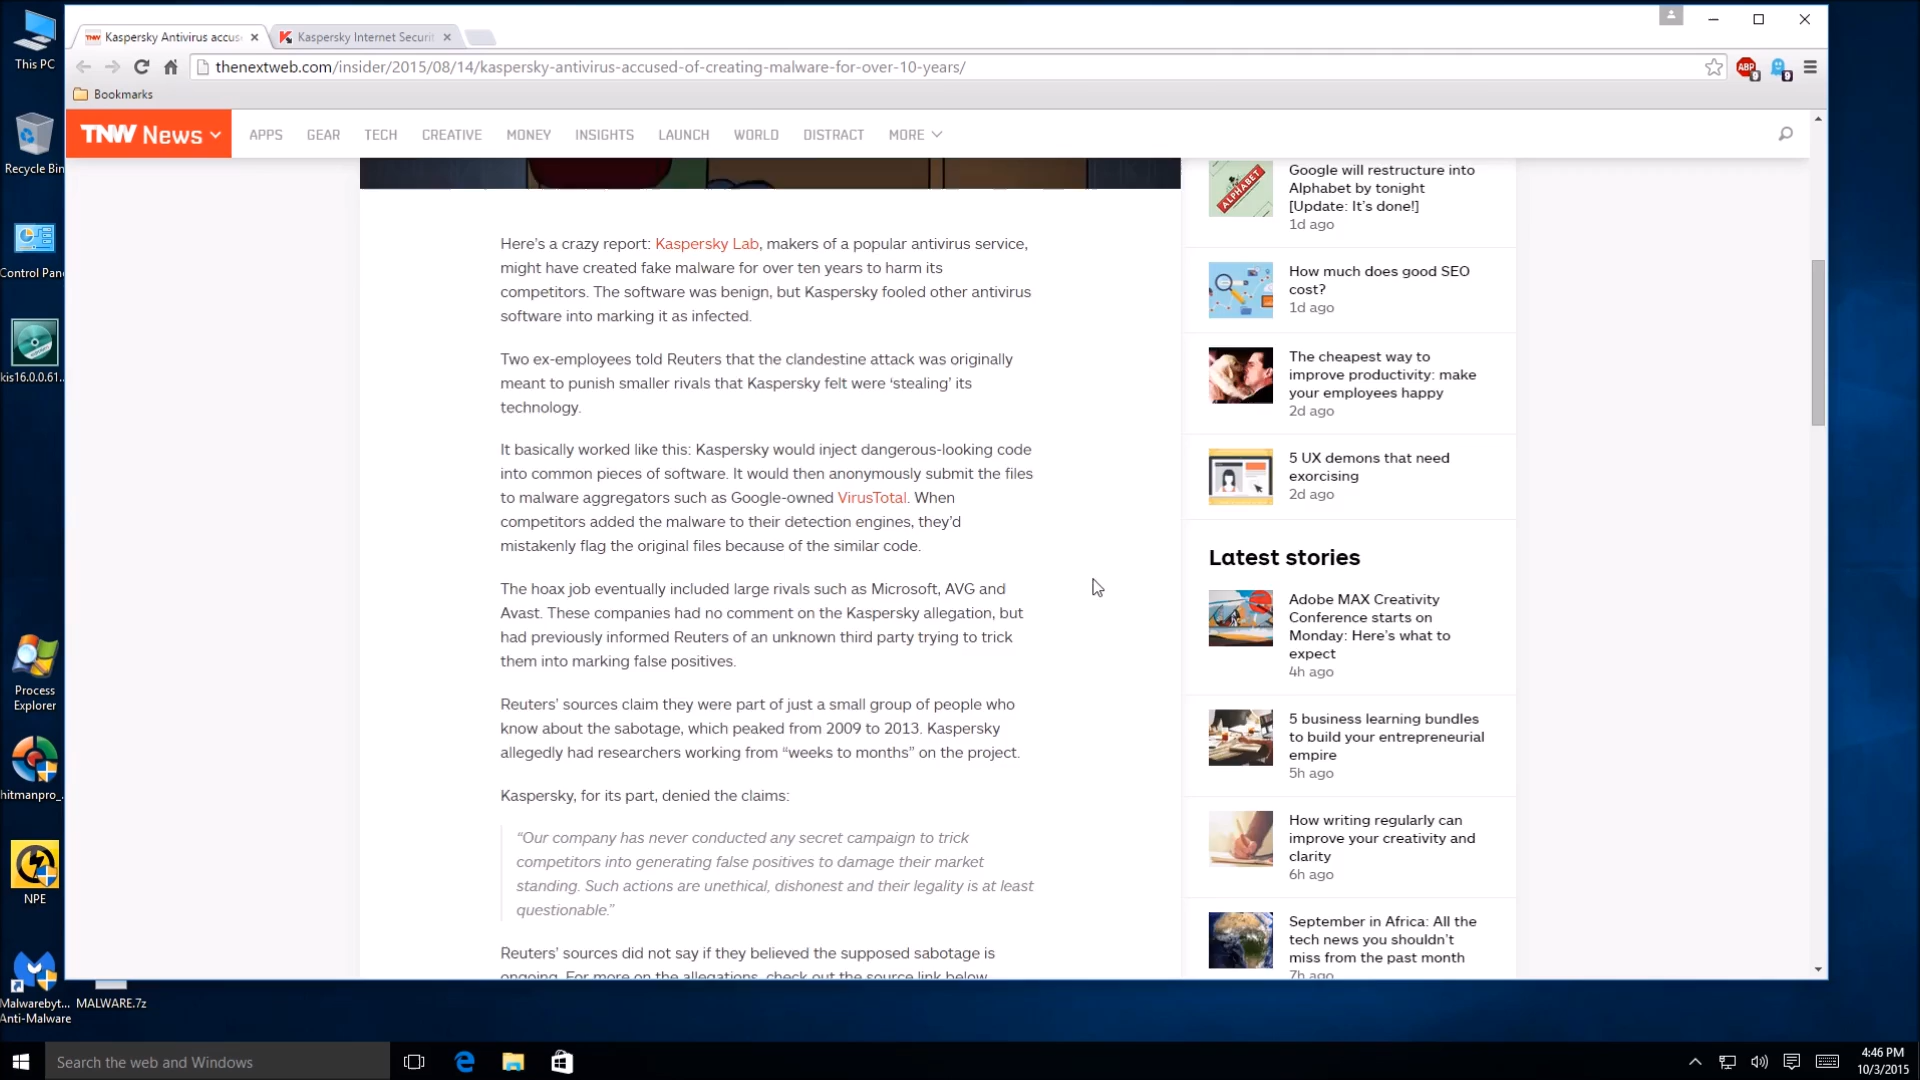 This PC
Recycle Bin
Control Pan
kis16.0.0.61..
Process
Explorer
hitmanpro_
NPE
Malwarebyt...
Anti-Malware
MALWARE.7z
TNW Kaspersky Antivirus accus
Kaspersky Internet Securit
thenextweb.com/insider/2015/08/14/kaspersky-antivirus-accused-of-creating-malware-for-over-10-years/
ABP
9
9
Bookmarks
TNW News
APPS
GEAR
TECH
CREATIVE
MONEY
INSIGHTS
LAUNCH
WORLD
DISTRACT
MORE
Here's a crazy report: Kaspersky Lab, makers of a popular antivirus service,
might have created fake malware for over ten years to harm its
competitors. The software was benign, but Kaspersky fooled other antivirus
software into marking it as infected.
Two ex-employees told Reuters that the clandestine attack was originally
meant to punish smaller rivals that Kaspersky felt were ‘stealing’ its
technology.
It basically worked like this: Kaspersky would inject dangerous-looking code
into common pieces of software. It would then anonymously submit the files
to malware aggregators such as Google-owned VirusTotal. When
competitors added the malware to their detection engines, they'd
mistakenly flag the original files because of the similar code.
The hoax job eventually included large rivals such as Microsoft, AVG and
Avast. These companies had no comment on the Kaspersky allegation, but
had previously informed Reuters of an unknown third party trying to trick
them into marking false positives.
Reuters’ sources claim they were part of just a small group of people who
know about the sabotage, which peaked from 2009 to 2013. Kaspersky
allegedly had researchers working from “weeks to months” on the project.
Kaspersky, for its part, denied the claims:
“Our company has never conducted any secret campaign to trick
competitors into generating false positives to damage their market
standing. Such actions are unethical, dishonest and their legality is at least
questionable.”
Reuters’ sources did not say if they believed the supposed sabotage is
ongoing. For more on the allegations, check out the source link below.
ALPHABET
Google will restructure into
Alphabet by tonight
[Update: It's done!]
1d ago
How much does good SEO
cost?
1d ago
The cheapest way to
improve productivity: make
your employees happy
2d ago
5 UX demons that need
exorcising
2d ago
Latest stories
Adobe MAX Creativity
Conference starts on
Monday: Here's what to
expect
4h ago
5 business learning bundles
to build your entrepreneurial
empire
5h ago
How writing regularly can
improve your creativity and
clarity
6h ago
September in Africa: All the
tech news you shouldn't
miss from the past month
7h ago
Search the web and Windows
4:46 PM
10/3/2015